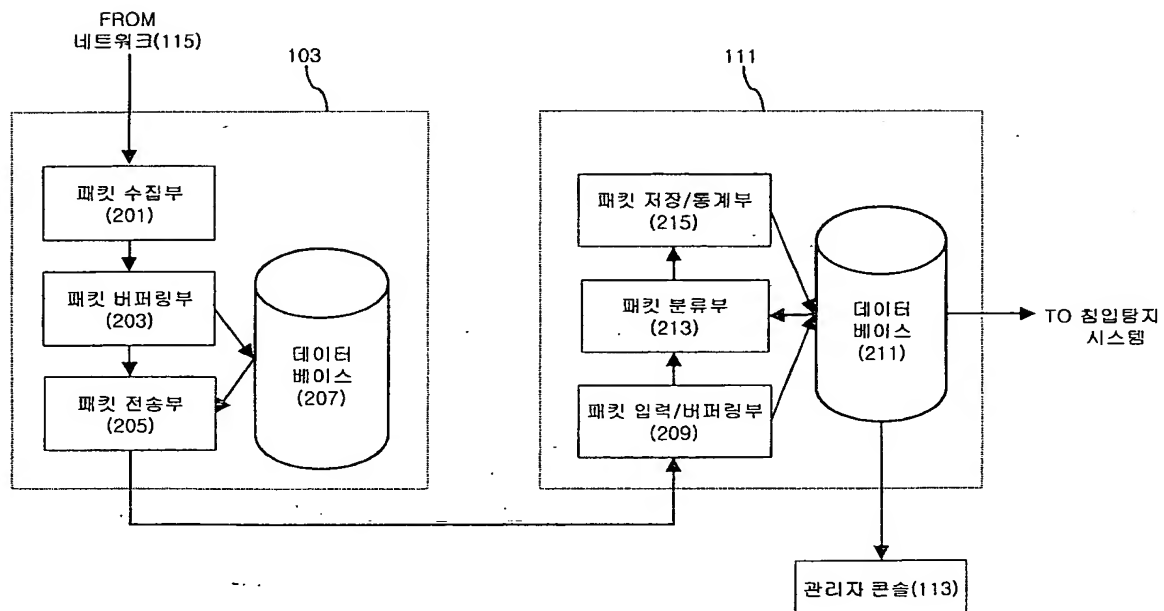 FROM
네트워크(115)
103
111
패킷 수집부
(201)
패킷 버퍼링부
(203)
패킷 전송부
(205)
데이터
베이스
(207)
패킷 저장/통계부
(215)
패킷 분류부
(213)
패킷 입력/버퍼링부
(209)
데이터
베이스
(211)
TO 침입탐지
시스템
관리자 콘솔(113)